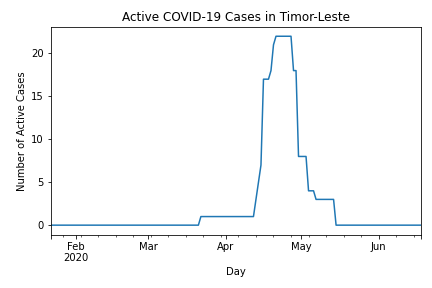 Active COVID-19 Cases in Timor-Leste
Number of Active Cases
20
15
10
5
0
Feb Mar Apr May Jun
2020
Day